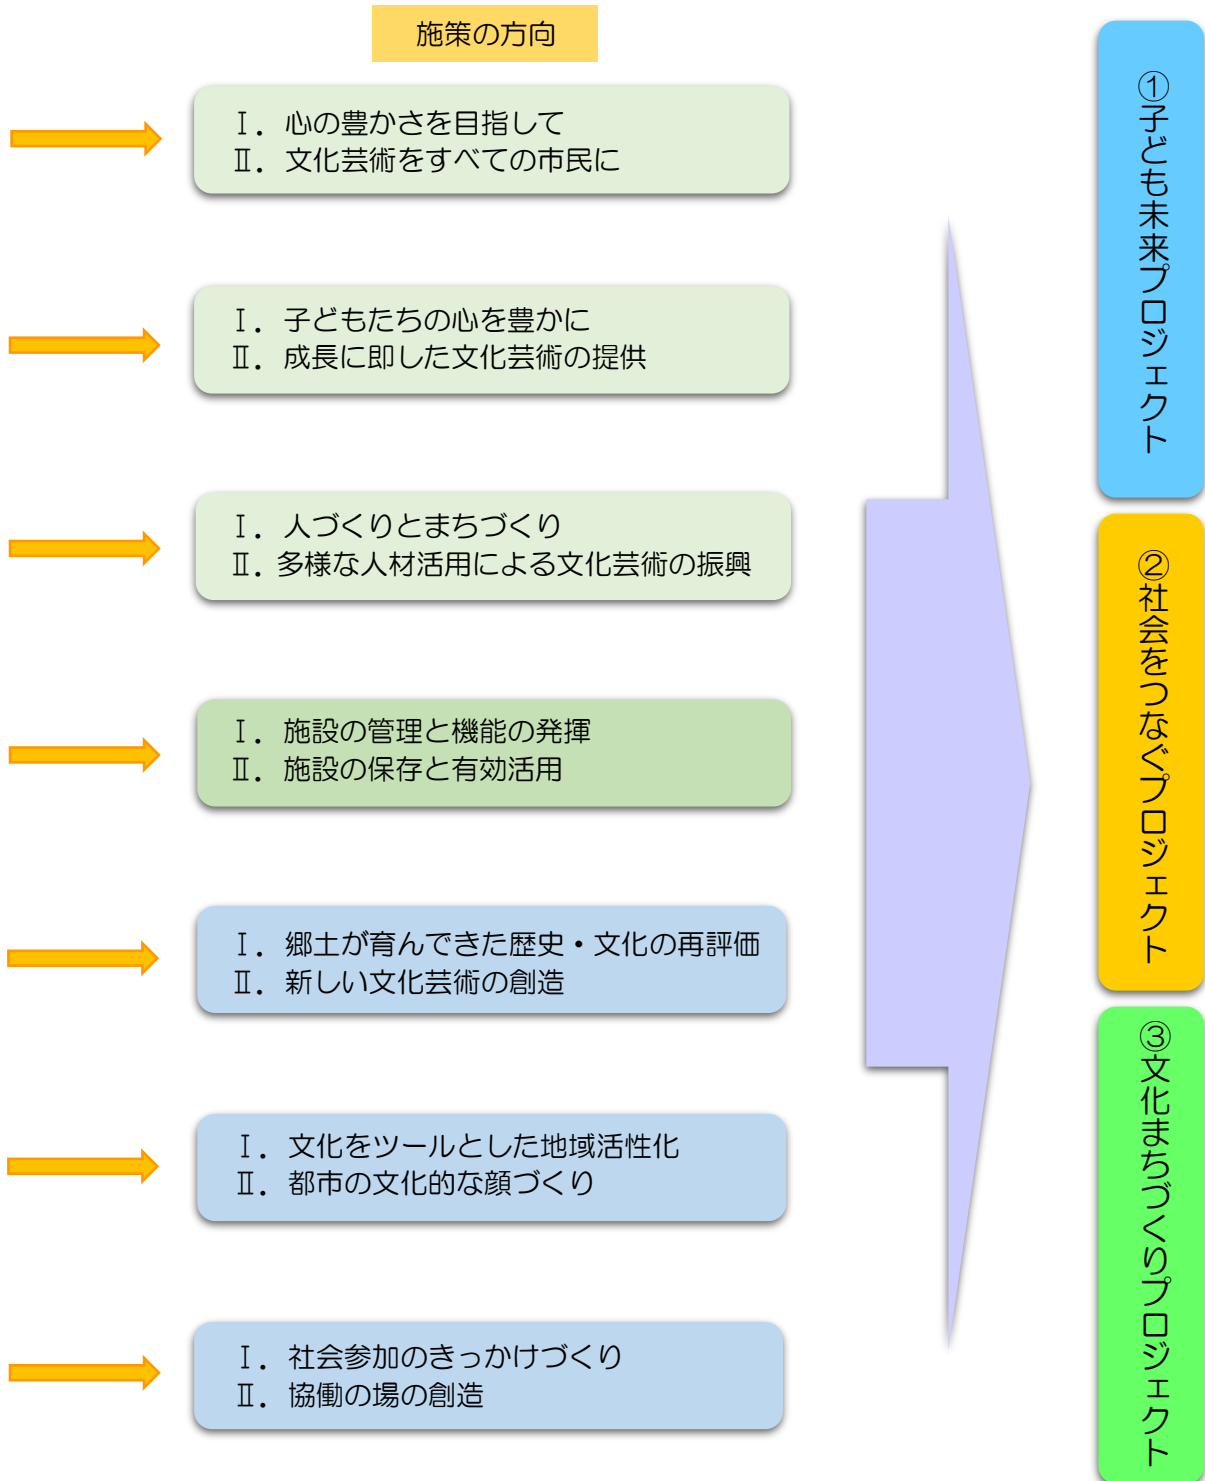 施策の方向
Ⅰ．心の豊かさを目指して
Ⅱ．文化芸術をすべての市民に
Ⅰ．子どもたちの心を豊かに
Ⅱ．成長に即した文化芸術の提供
Ⅰ．人づくりとまちづくり
Ⅱ．多様な人材活用による文化芸術の振興
Ⅰ．施設の管理と機能の発揮
Ⅱ．施設の保存と有効活用
Ⅰ．郷土が育んできた歴史・文化の再評価
Ⅱ．新しい文化芸術の創造
Ⅰ．文化をツールとした地域活性化
Ⅱ．都市の文化的な顔づくり
Ⅰ．社会参加のきっかけづくり
Ⅱ．協働の場の創造
①子ども未来プロジェクト
②社会をつなぐプロジェクト
③文化まちづくりプロジェクト